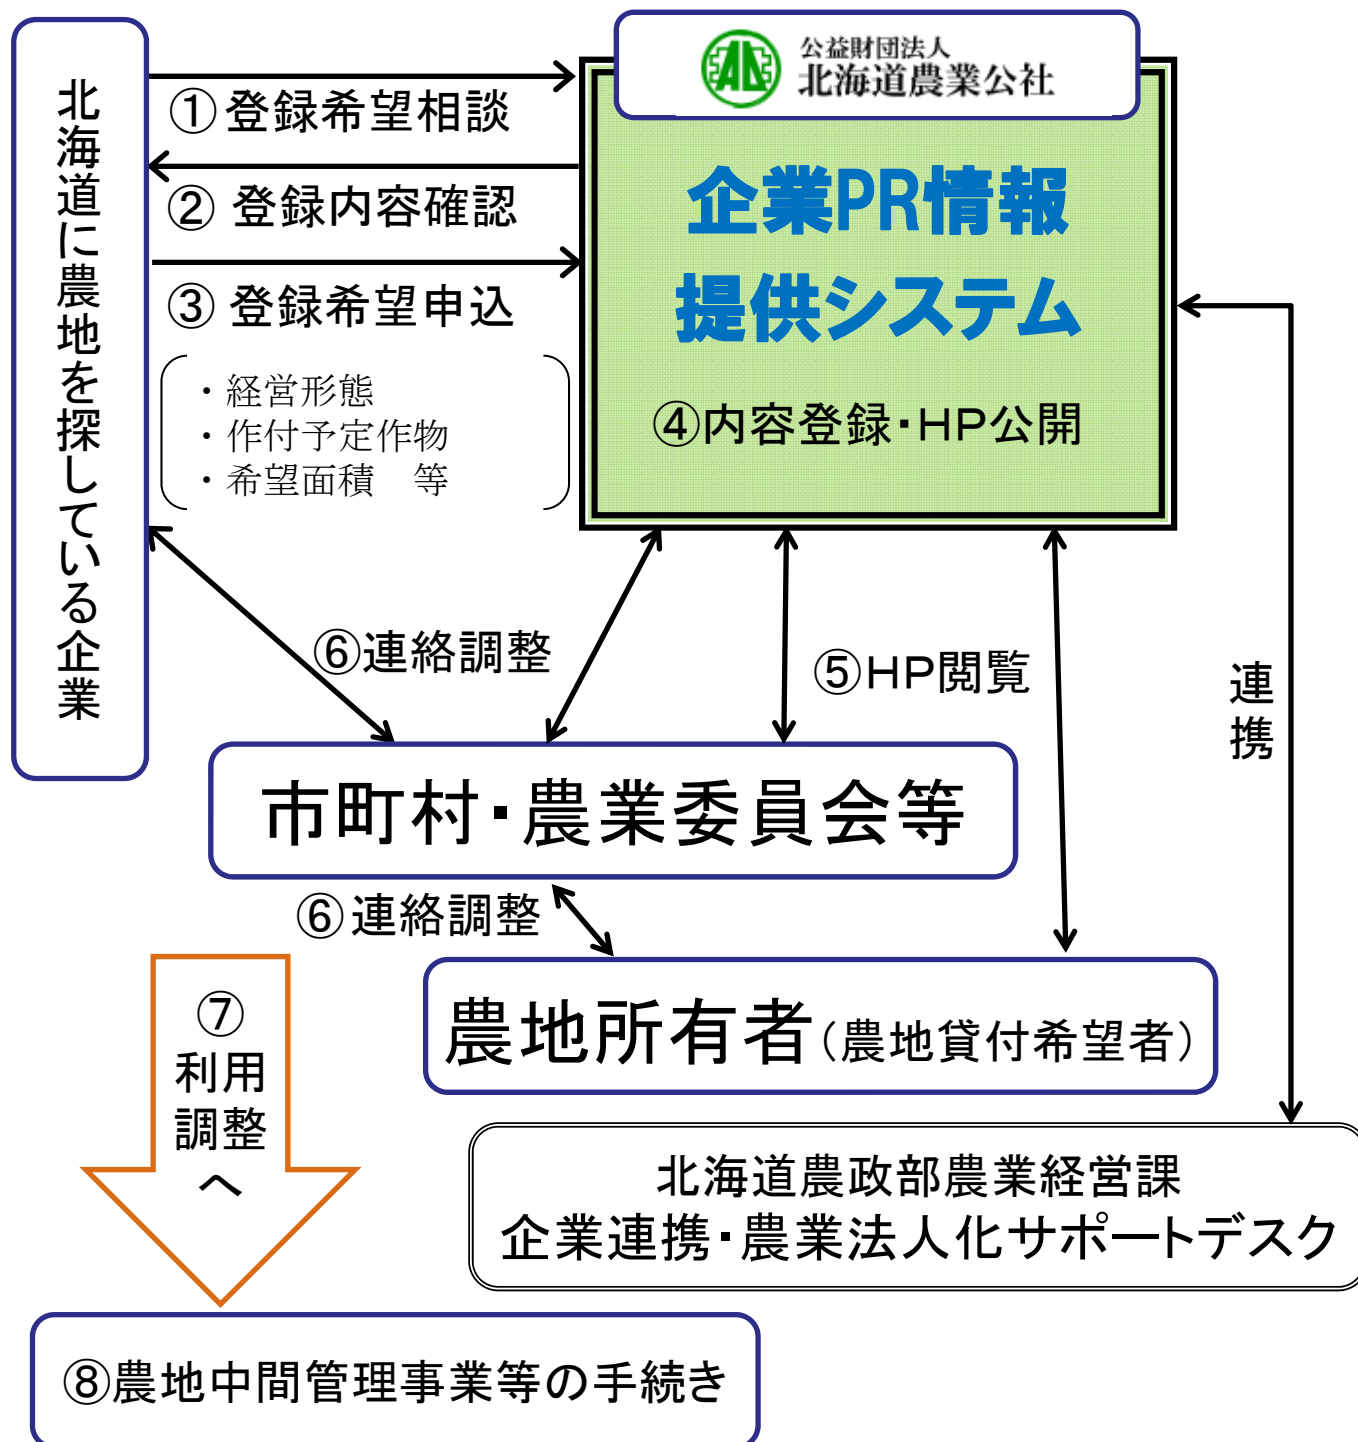 北海道に農地を探している企業
公益財団法人
北海道農業公社
①登録希望相談
②登録内容確認
③登録希望申込
・経営形態
・作付予定作物
・希望面積　等
企業PR情報
提供システム
④内容登録・HP公開
⑥連絡調整
⑤HP閲覧
連携
市町村・農業委員会等
⑥連絡調整
農地所有者（農地貸付希望者）
⑦
利用
調整
へ
北海道農政部農業経営課
企業連携・農業法人化サポートデスク
⑧農地中間管理事業等の手続き